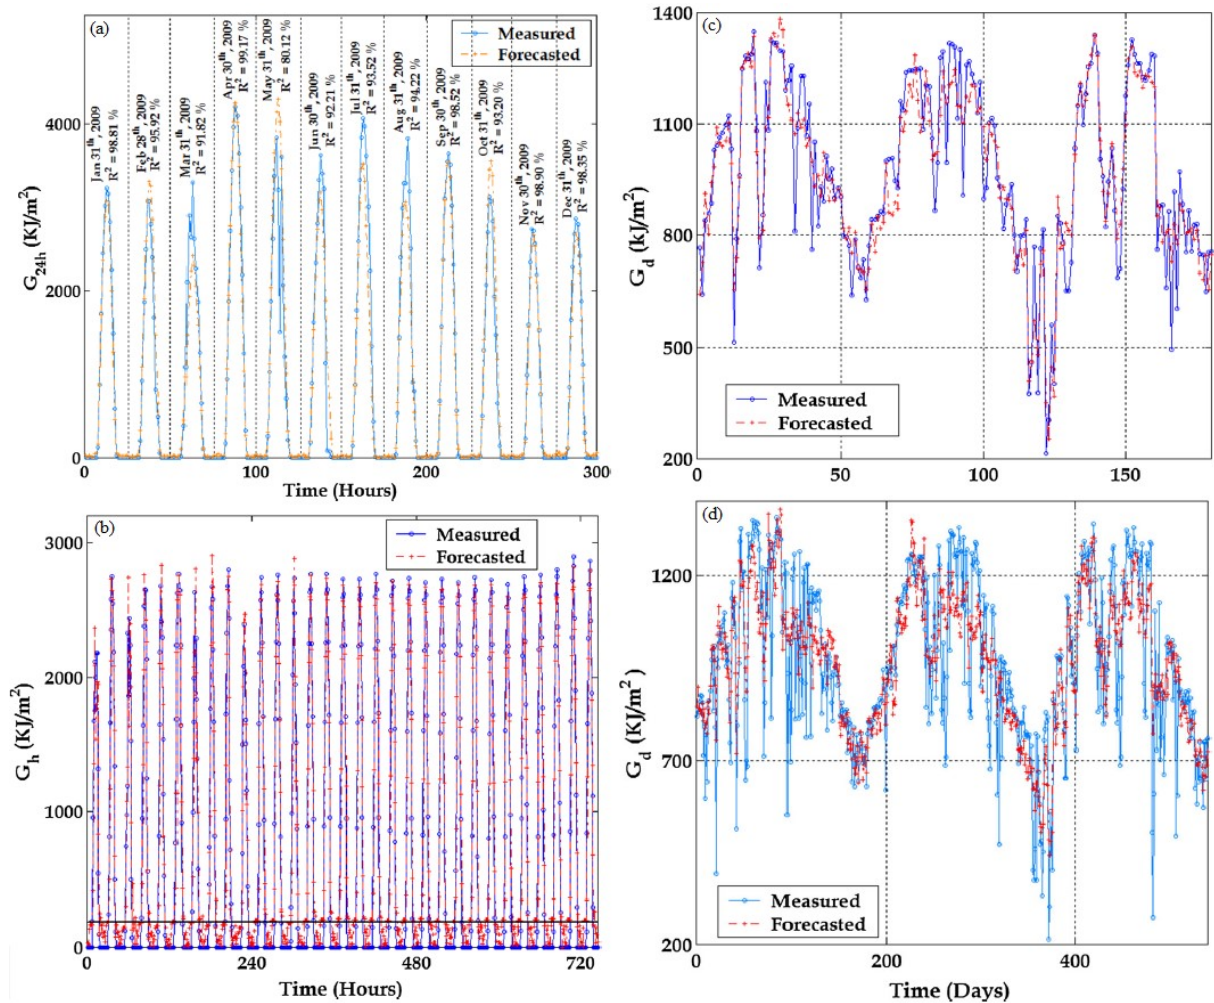 (a)
Measured
Forecasted
Jan 31th, 2009
R² = 98.81 %
Feb 28th, 2009
R² = 95.92 %
Mar 31th, 2009
R² = 91.82 %
Apr 30th, 2009
R² = 99.17 %
May 31th, 2009
R² = 80.12 %
Jun 30th, 2009
R² = 92.21 %
Jul 31th, 2009
R² = 93.52 %
Aug 31th, 2009
R² = 94.22 %
Sep 30th, 2009
R² = 98.52 %
Oct 31th, 2009
R² = 93.20 %
Nov 30th, 2009
R² = 98.90 %
Dec 31th, 2009
R² = 98.35 %
G24h (KJ/m²)
4000
2000
0
0 100 200 300
Time (Hours)
(c)
G_d (kJ/m²)
1400
1100
800
500
200
Measured
Forecasted
0 50 100 150
Time (Days)
(b)
Measured
Forecasted
G_h (KJ/m²)
3000
2000
1000
0
0 240 480 720
Time (Hours)
(d)
G_d (KJ/m²)
1200
700
200
Measured
Forecasted
0 200 400
Time (Days)